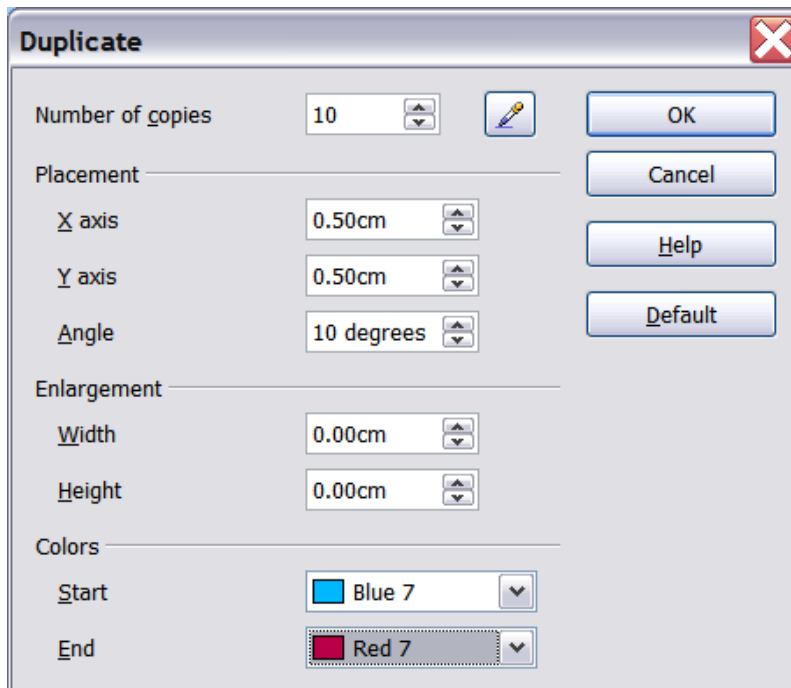 Duplicate
Number of copies 10 OK
Placement Cancel
X axis 0.50cm
Y axis 0.50cm Help
Angle 10 degrees Default
Enlargement
Width 0.00cm
Height 0.00cm
Colors
Start Blue 7
End Red 7